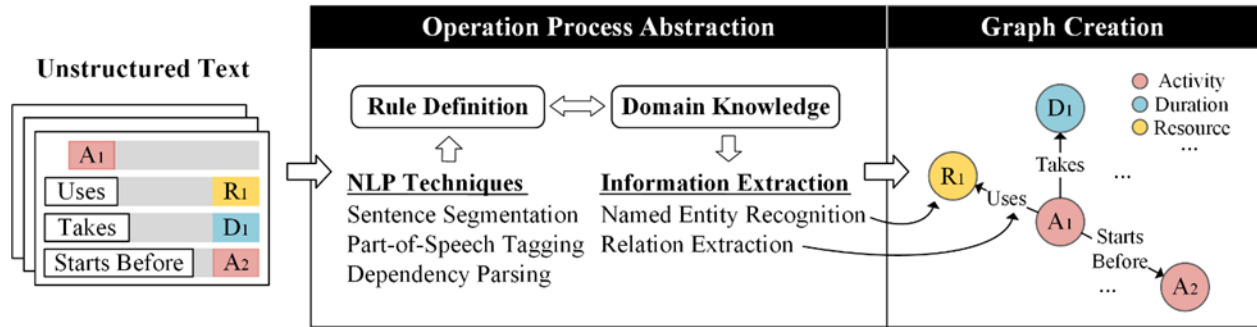 Operation Process Abstraction
Graph Creation
Unstructured Text
A1
Uses
R1
Takes
D1
Starts Before
A2
Rule Definition
Domain Knowledge
NLP Techniques
Sentence Segmentation
Part-of-Speech Tagging
Dependency Parsing
Information Extraction
Named Entity Recognition
Relation Extraction
Activity
Duration
Resource
...
D1
Takes
...
R1
Uses
A1
Starts
Before
...
A2